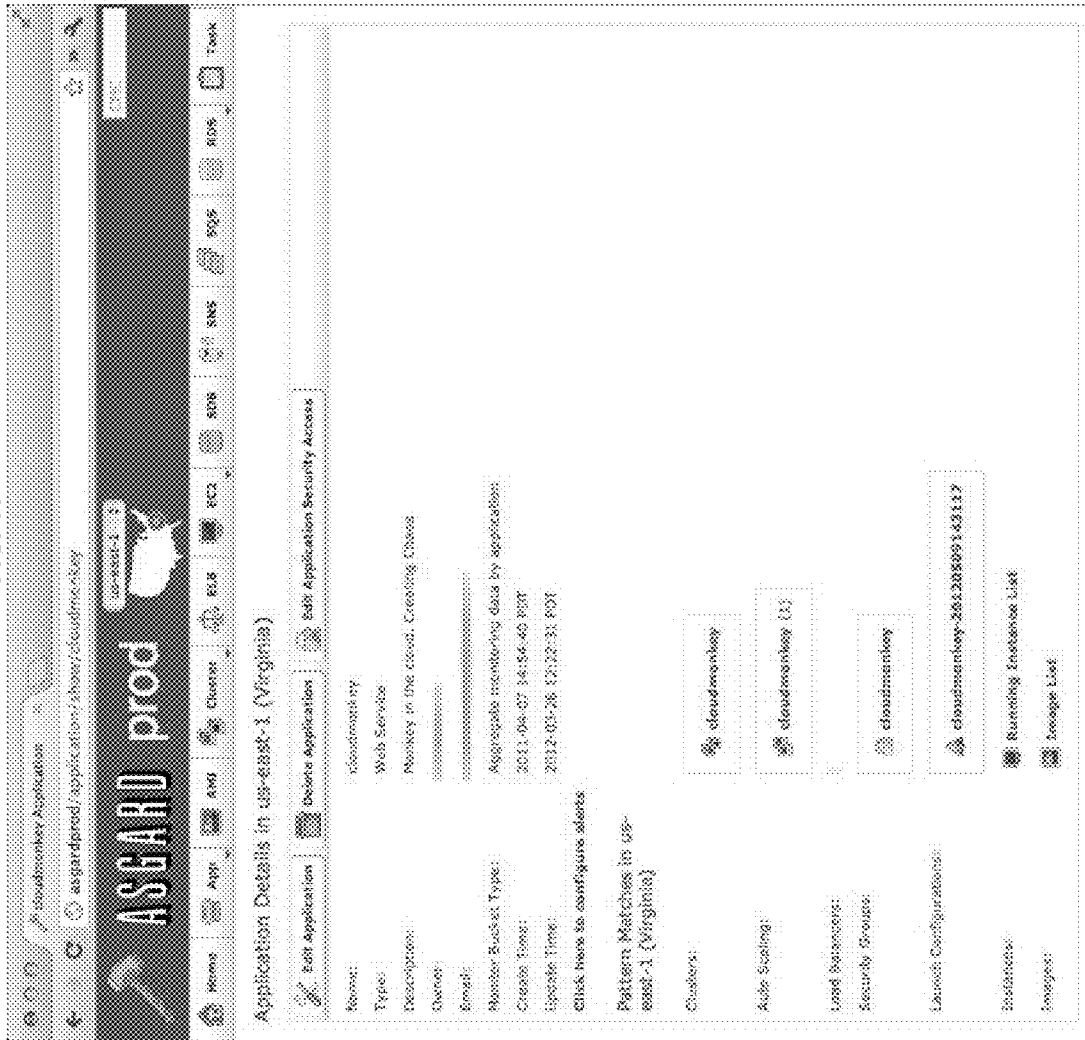 cloudmonkey Application
asgardprod/application/show/cloudmonkey
ASGARD prod
us-east-1
Home App AMI Cluster ELB EC2 SDB SNS SQS RDS Task
Application Details in us-east-1 (Virginia)
Edit Application Delete Application Edit Application Security Access
Name: cloudmonkey
Type: Web Service
Description: Monkey in the cloud. Creating Chaos
Owner:
Email:
Monitor Bucket Type: Aggregate monitoring data by application
Create Time: 2011-04-07 14:54:40 PDT
Update Time: 2012-03-26 12:22:31 PDT
Click here to configure alerts
Pattern Matches in us-
east-1 (Virginia)
Clusters: cloudmonkey
Auto Scaling: cloudmonkey (1)
Load Balancers:
Security Groups: cloudmonkey
Launch Configurations: cloudmonkey-20120509143117
Instances: Running Instance List
Images: Image List